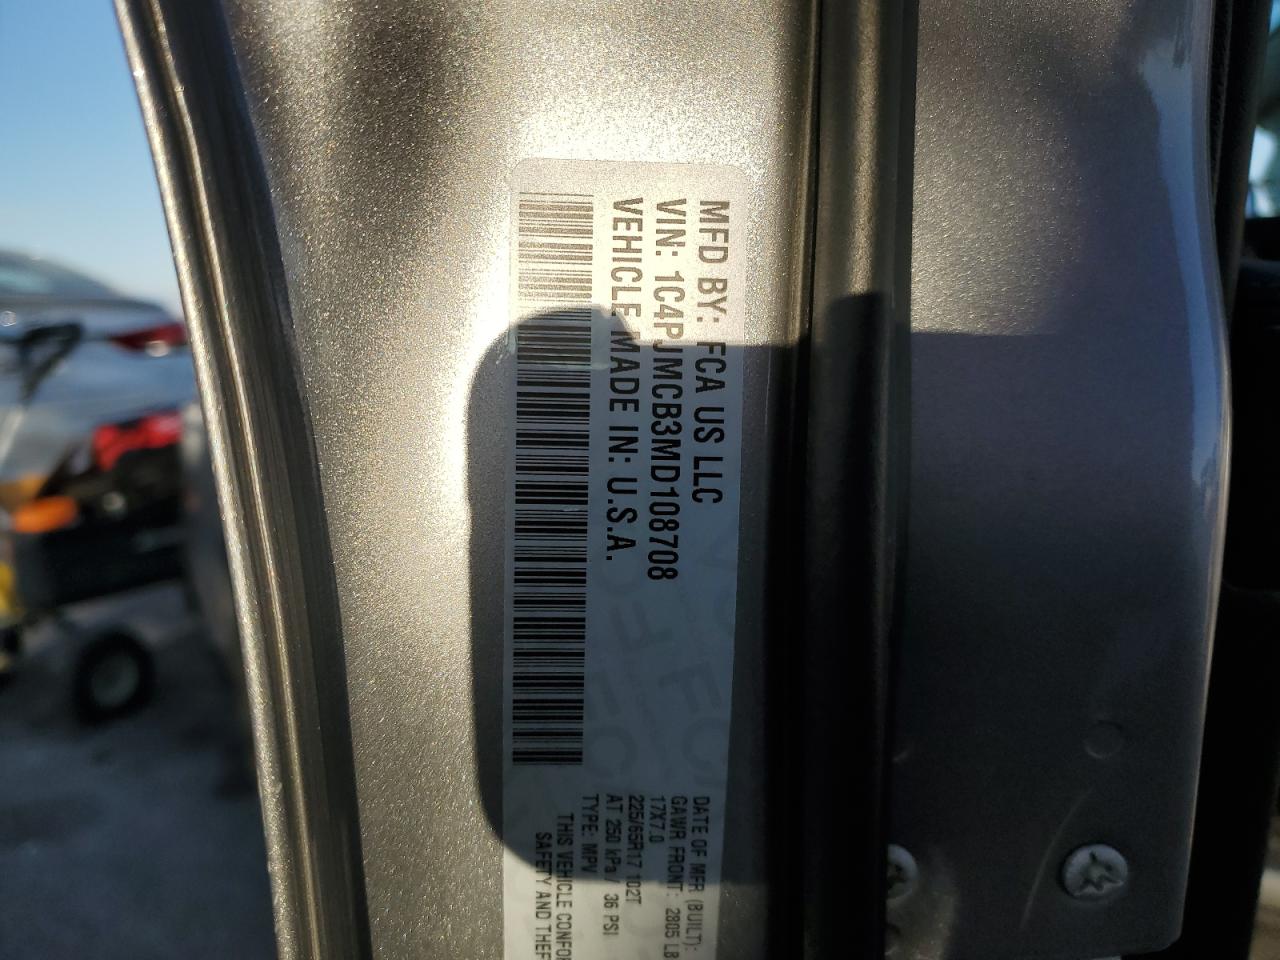 MFD BY: FCA US LLC
VIN: 1C4PJMCB3MD108708
VEHICLE MADE IN: U.S.A.
DATE OF MFR (BUILT):
GAWR FRONT: 2805 LB
17X7.0
225/65R17 102T
AT 250 kPa/ 36 PSI
TYPE: MPV
THIS VEHICLE CONFOR
SAFETY AND THEF